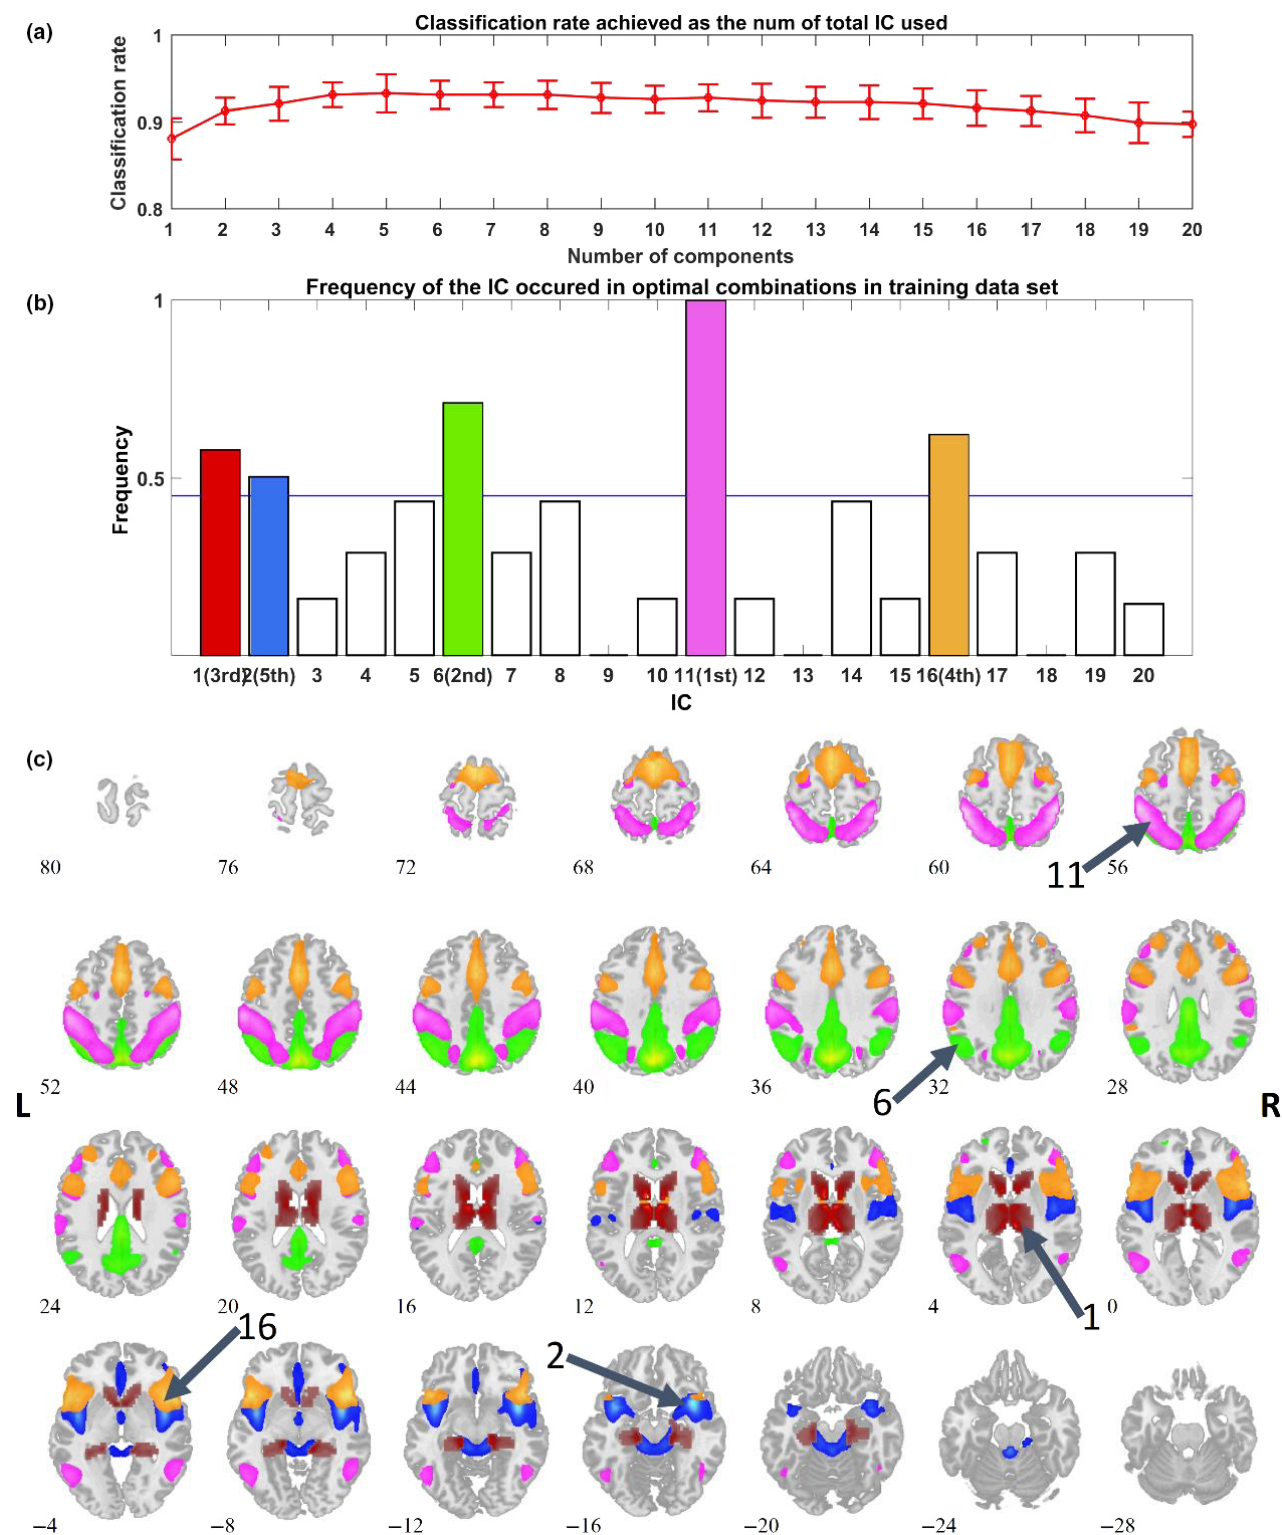 (a)
Classification rate achieved as the num of total IC used
Classification rate
1
0.9
0.8
1 2 3 4 5 6 7 8 9 10 11 12 13 14 15 16 17 18 19 20
Number of components
(b)
Frequency of the IC occured in optimal combinations in training data set
Frequency
1
0.5
1(3rd) 2(5th) 3 4 5 6(2nd) 7 8 9 10 11(1st) 12 13 14 15 16(4th) 17 18 19 20
IC
(c)
80 76 72 68 64 60 56
11
52 48 44 40 36 32 28
6
L R
24 20 16 12 8 4 0
16
1
2
−4 −8 −12 −16 −20 −24 −28